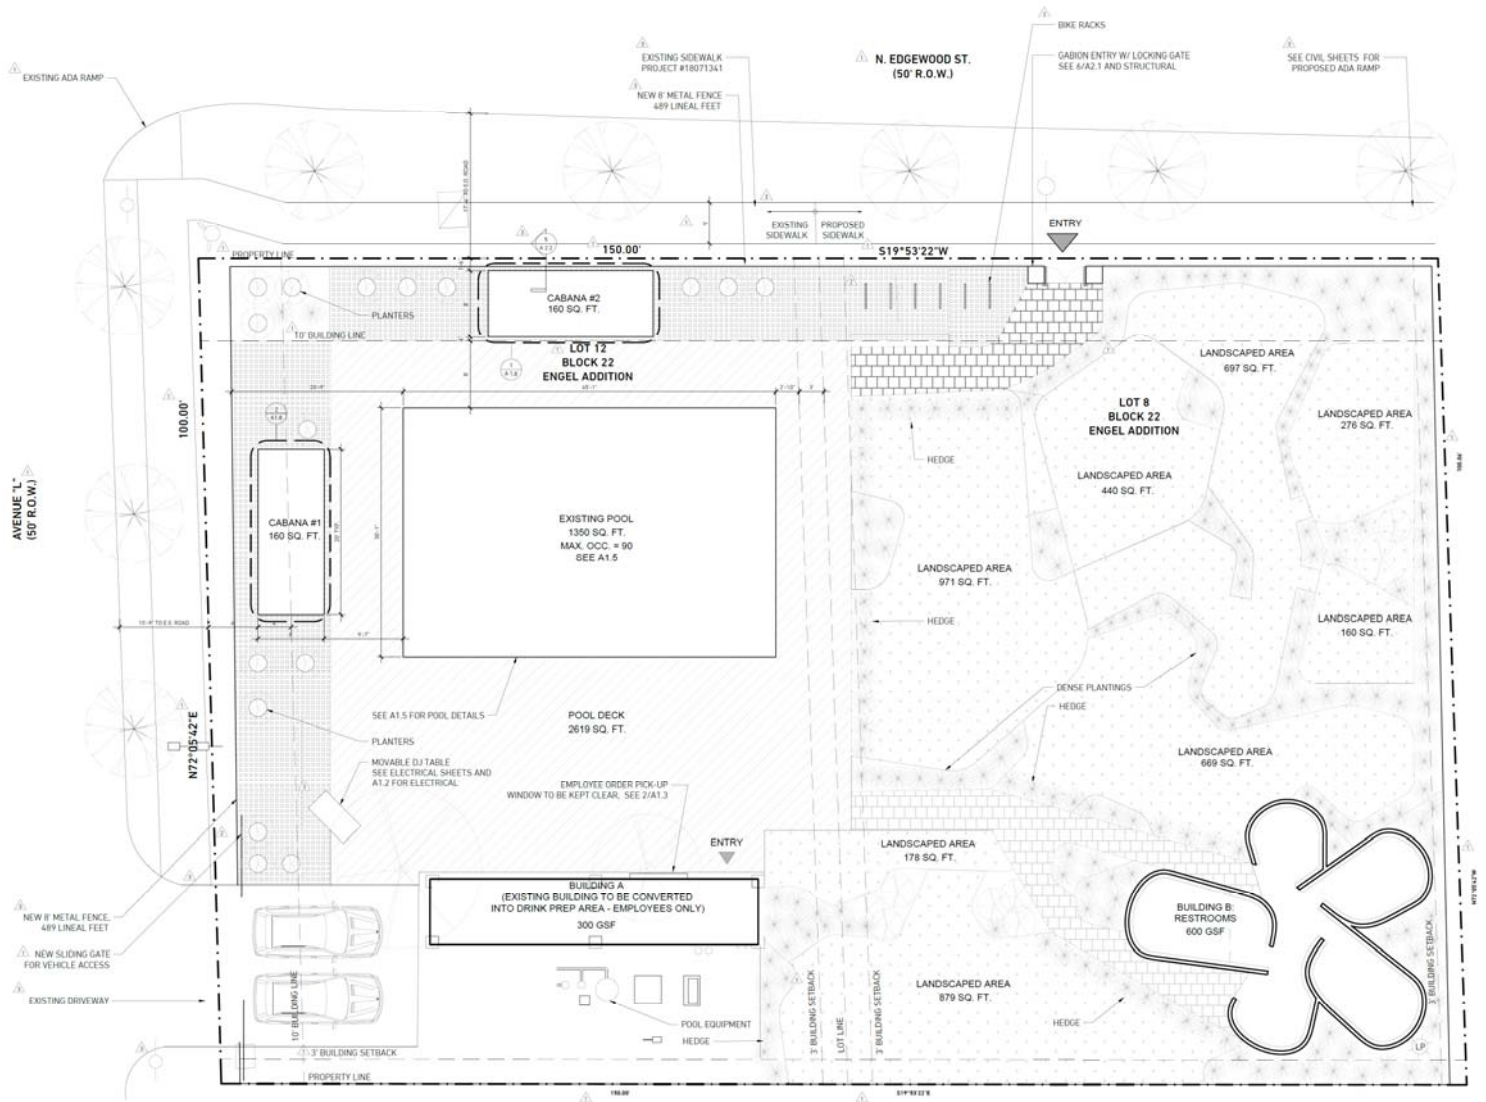 BIKE RACKS
EXISTING SIDEWALK
PROJECT #18071341
N. EDGEWOOD ST.
(50' R.O.W.)
GABION ENTRY W/ LOCKING GATE
SEE 6/A2.1 AND STRUCTURAL
SEE CIVIL SHEETS FOR
PROPOSED ADA RAMP
EXISTING ADA RAMP
NEW 8' METAL FENCE
489 LINEAL FEET
EXISTING
SIDEWALK
PROPOSED
SIDEWALK
ENTRY
PROPERTY LINE
150.00'
S19°53'22"W
PLANTERS
CABANA #2
160 SQ. FT.
10' BUILDING LINE
LOT 12
BLOCK 22
ENGEL ADDITION
LANDSCAPED AREA
697 SQ. FT.
100.00'
LOT 8
BLOCK 22
ENGEL ADDITION
LANDSCAPED AREA
276 SQ. FT.
HEDGE
LANDSCAPED AREA
440 SQ. FT.
AVENUE "L"
(50' R.O.W.)
CABANA #1
160 SQ. FT.
EXISTING POOL
1350 SQ. FT.
MAX. OCC. = 90
SEE A1.5
LANDSCAPED AREA
971 SQ. FT.
HEDGE
LANDSCAPED AREA
160 SQ. FT.
DENSE PLANTINGS
HEDGE
SEE A1.5 FOR POOL DETAILS
POOL DECK
2619 SQ. FT.
N72°05'42"E
PLANTERS
MOVABLE DJ TABLE
SEE ELECTRICAL SHEETS AND
A1.2 FOR ELECTRICAL
LANDSCAPED AREA
669 SQ. FT.
EMPLOYEE ORDER PICK-UP
WINDOW TO BE KEPT CLEAR, SEE 2/A1.3
ENTRY
LANDSCAPED AREA
178 SQ. FT.
BUILDING A
(EXISTING BUILDING TO BE CONVERTED
INTO DRINK PREP AREA - EMPLOYEES ONLY)
300 GSF
BUILDING B:
RESTROOMS
600 GSF
NEW 8' METAL FENCE,
489 LINEAL FEET
NEW SLIDING GATE
FOR VEHICLE ACCESS
EXISTING DRIVEWAY
10' BUILDING LINE
3' BUILDING SETBACK
LOT LINE
3' BUILDING SETBACK
3' BUILDING SETBACK
LANDSCAPED AREA
879 SQ. FT.
POOL EQUIPMENT
HEDGE
HEDGE
LP
3' BUILDING SETBACK
PROPERTY LINE
150.00'